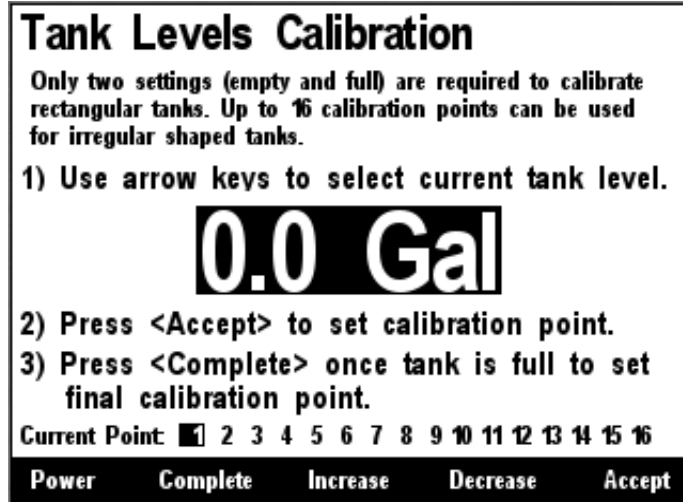 Tank Levels Calibration
Only two settings (empty and full) are required to calibrate
rectangular tanks. Up to 16 calibration points can be used
for irregular shaped tanks.
1) Use arrow keys to select current tank level.
0.0 Gal
2) Press <Accept> to set calibration point.
3) Press <Complete> once tank is full to set
final calibration point.
Current Point: 1 2 3 4 5 6 7 8 9 10 11 12 13 14 15 16
Power Complete Increase Decrease Accept